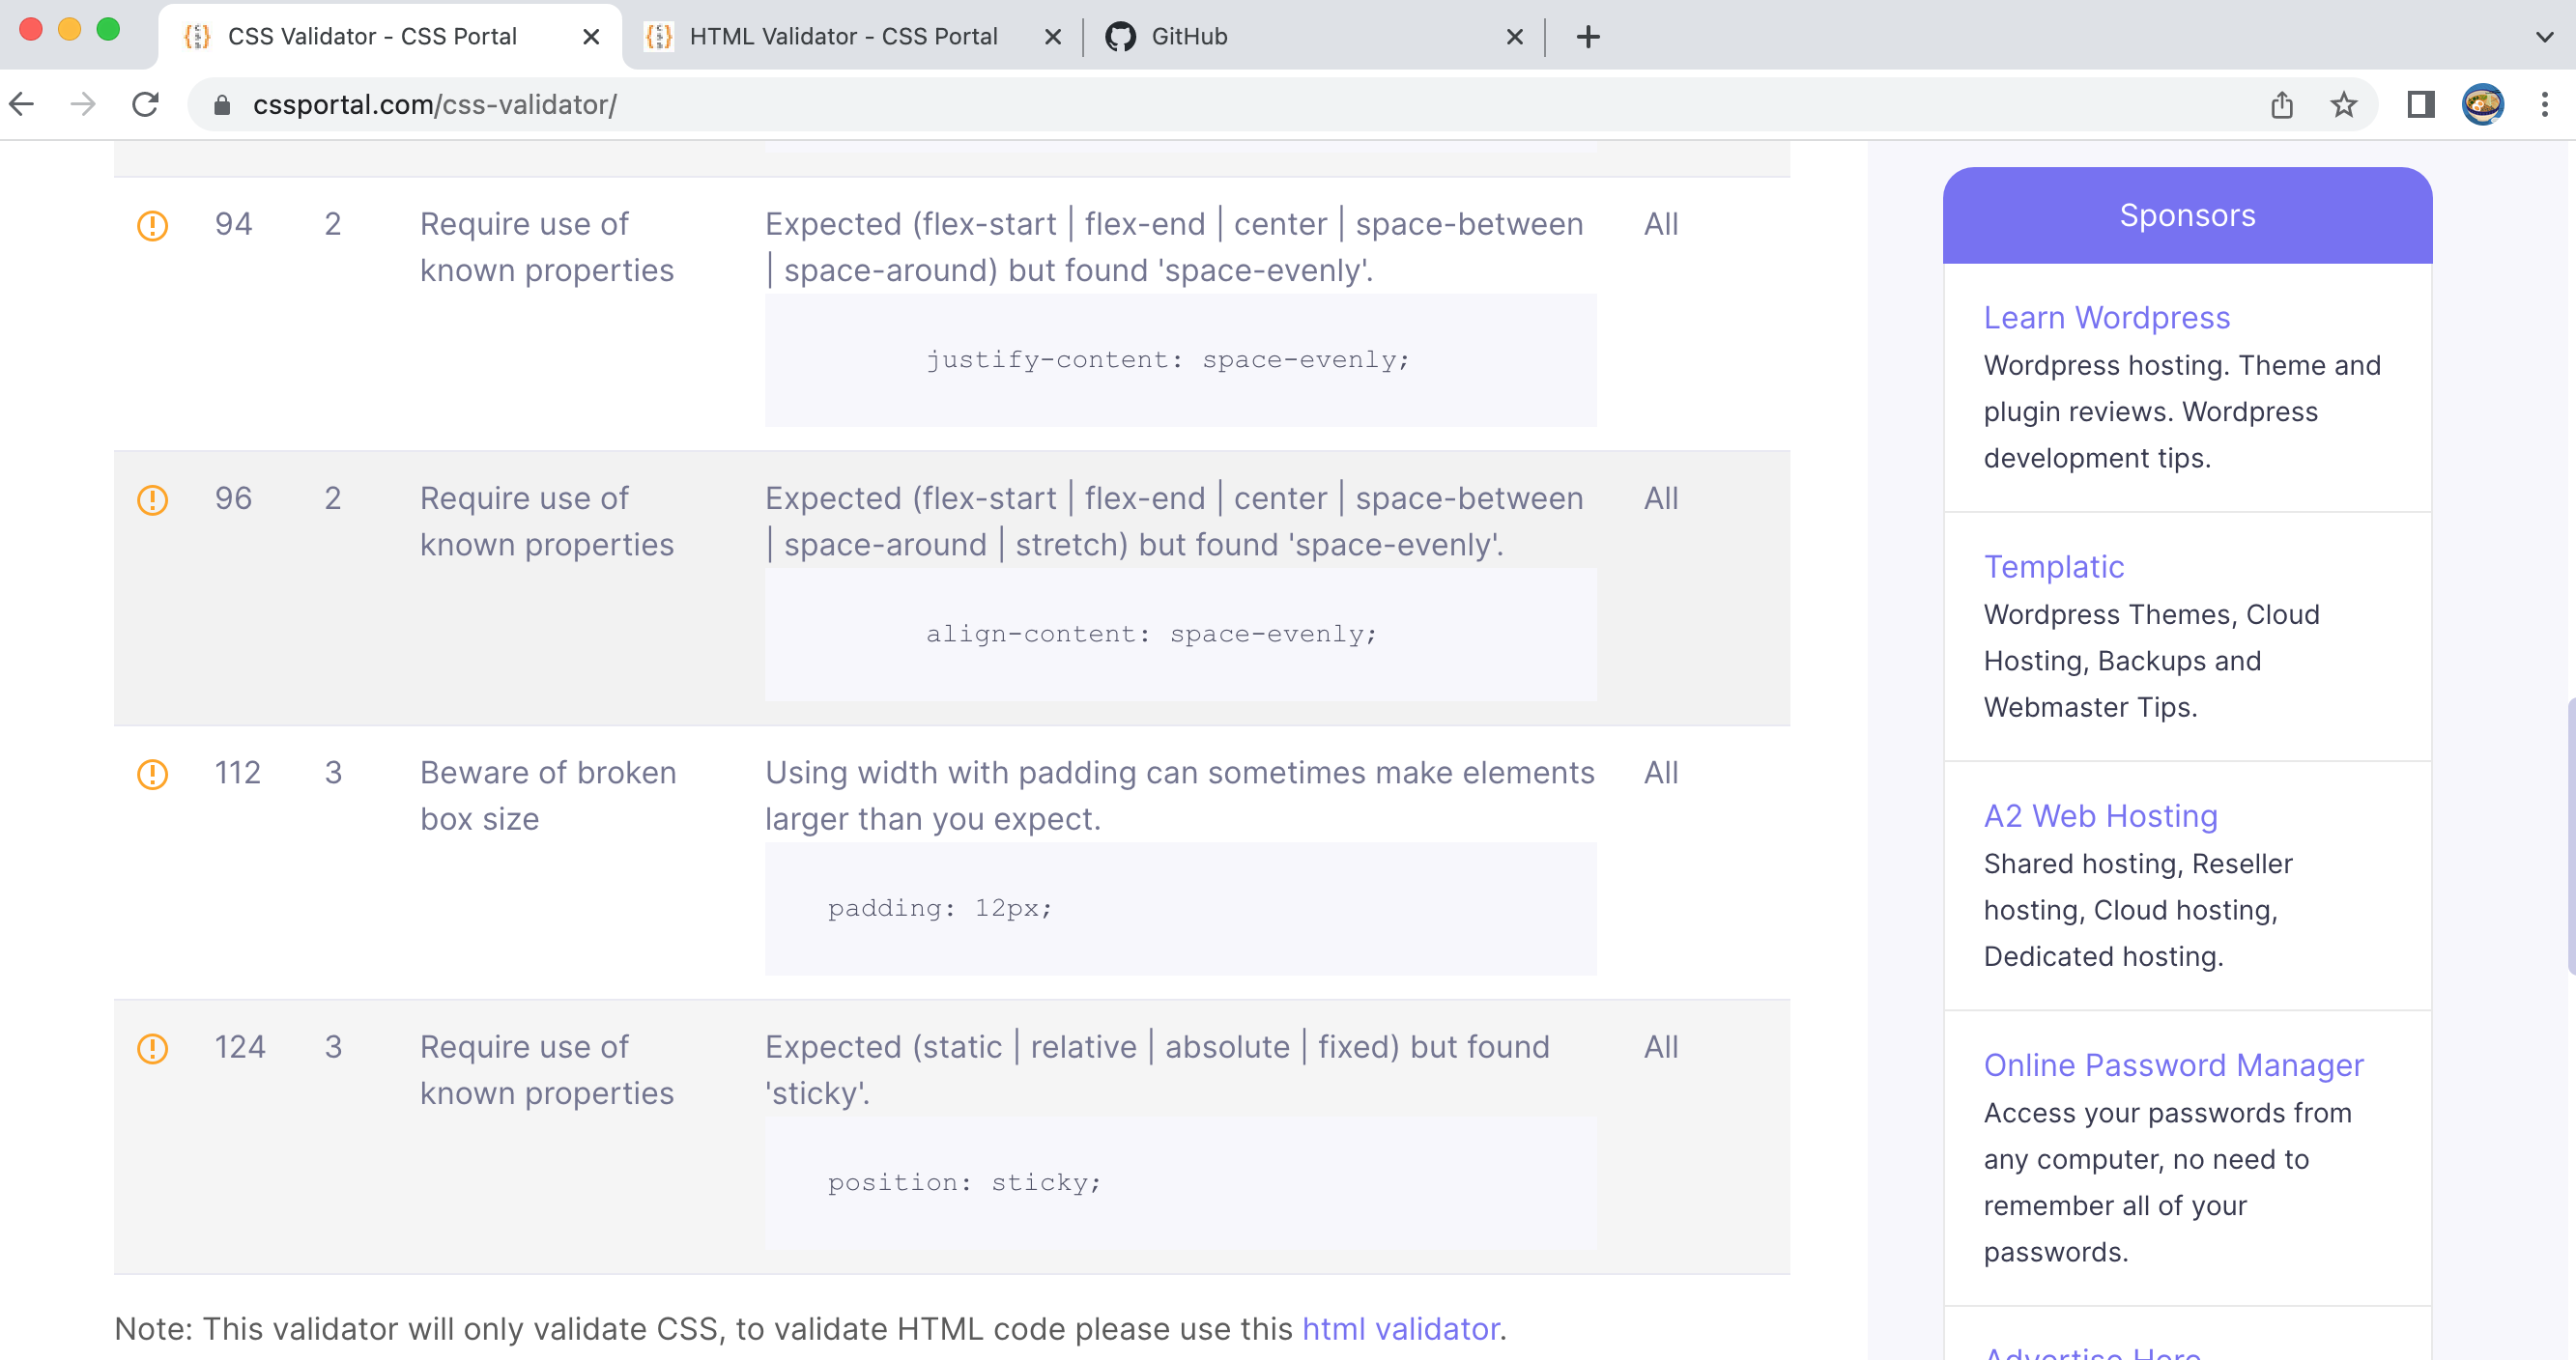 CSS Validator - CSS Portal
HTML Validator - CSS Portal
GitHub
cssportal.com/css-validator/
94 2 Require use of known properties
Expected (flex-start | flex-end | center | space-between
| space-around) but found 'space-evenly'.
All
justify-content: space-evenly;
96 2 Require use of known properties
Expected (flex-start | flex-end | center | space-between
| space-around | stretch) but found 'space-evenly'.
All
align-content: space-evenly;
112 3 Beware of broken box size
Using width with padding can sometimes make elements
larger than you expect.
All
padding: 12px;
124 3 Require use of known properties
Expected (static | relative | absolute | fixed) but found
'sticky'.
All
position: sticky;
Note: This validator will only validate CSS, to validate HTML code please use this html validator.
Sponsors
Learn Wordpress
Wordpress hosting. Theme and
plugin reviews. Wordpress
development tips.
Templatic
Wordpress Themes, Cloud
Hosting, Backups and
Webmaster Tips.
A2 Web Hosting
Shared hosting, Reseller
hosting, Cloud hosting,
Dedicated hosting.
Online Password Manager
Access your passwords from
any computer, no need to
remember all of your
passwords.
Advertise Here